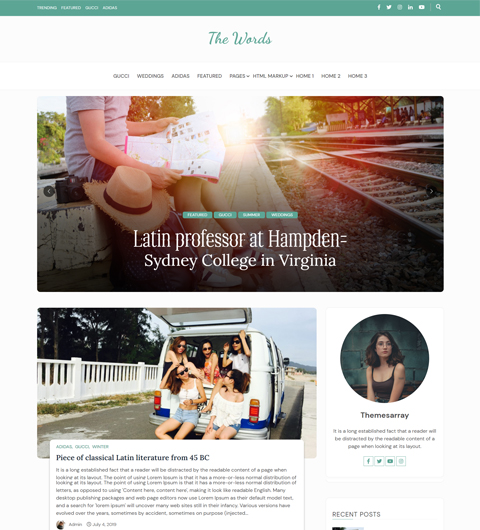 TRENDING FEATURED GUCCI ADIDAS
The Words
GUCCI WEDDINGS ADIDAS FEATURED PAGES HTML MARKUP HOME 1 HOME 2 HOME 3
FEATURED GUCCI SUMMER WEDDINGS
Latin professor at Hampden-
Sydney College in Virginia
ADIDAS, GUCCI, WINTER
Piece of classical Latin literature from 45 BC
It is a long established fact that a reader will be distracted by the readable content of a page when
looking at its layout. The point of using Lorem Ipsum is that it has a more-or-less normal distribution of
looking at its layout. The point of using Lorem Ipsum is that it has a more-or-less normal distribution of
letters, as opposed to using 'Content here, content here', making it look like readable English. Many
desktop publishing packages and web page editors now use Lorem Ipsum as their default model text,
and a search for 'lorem ipsum' will uncover many web sites still in their infancy. Various versions have
evolved over the years, sometimes by accident, sometimes on purpose (injected…
Admin July 4, 2019
Themesarray
It is a long established fact that a reader will
be distracted by the readable content of a
page when looking at its layout.
RECENT POSTS